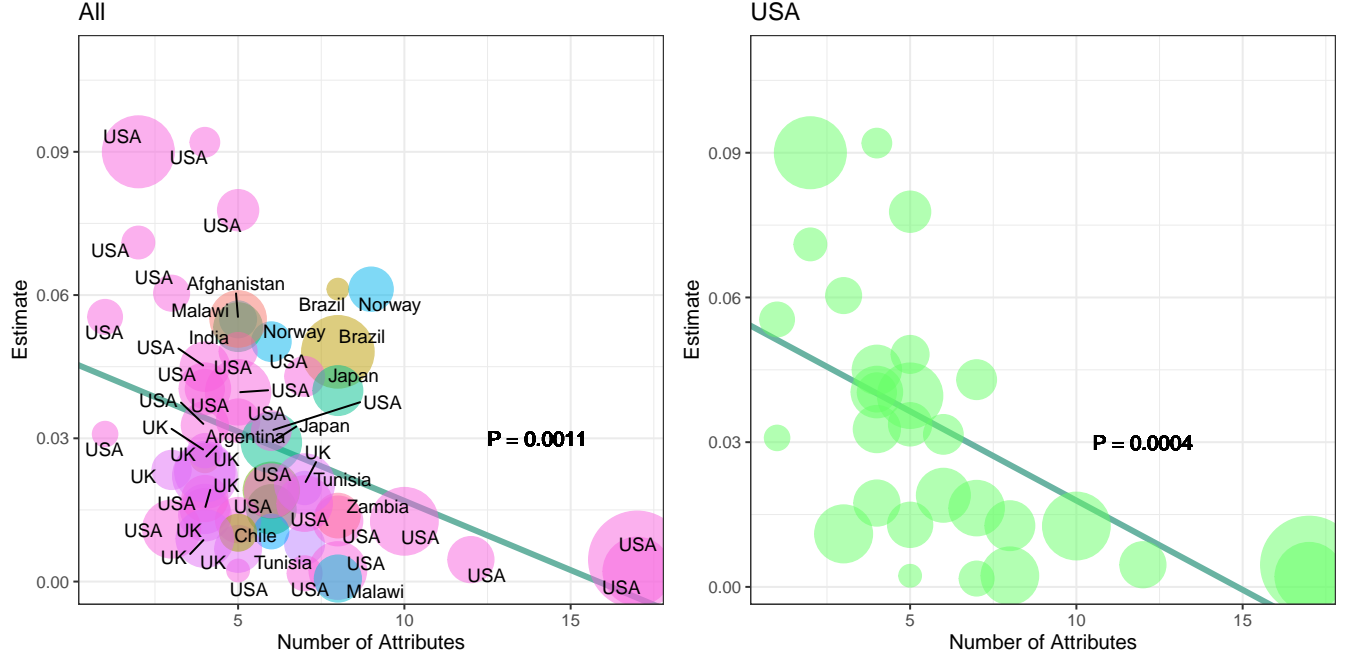 All
USA
USA
USA
USA
USA
USA
USA
Afghanistan
Malawi
Brazil
Norway
India
Norway
Brazil
USA
USA
USA
USA
Japan
USA
USA
USA
USA
USA
UK
Argentina
Japan
USA
UK
UK
UK
UK
USA
Tunisia
UK
USA
USA
Zambia
USA
USA
UK
Chile
USA
USA
USA
UK
UK
Tunisia
USA
USA
USA
USA
Malawi
USA
P = 0.0011
0.09
0.06
0.03
0.00
Estimate
5
10
15
Number of Attributes
USA
P = 0.0004
0.09
0.06
0.03
0.00
Estimate
5
10
15
Number of Attributes